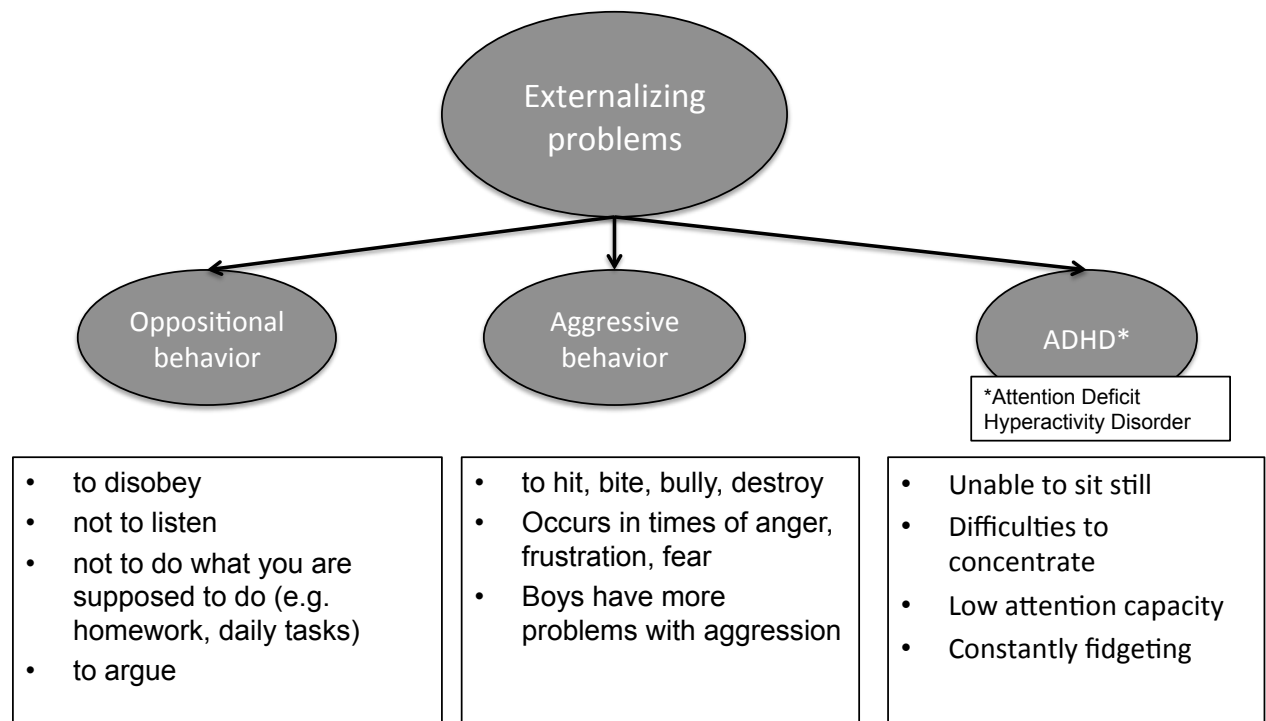 Externalizing
problems
Oppositional
behavior
Aggressive
behavior
ADHD*
*Attention Deficit
Hyperactivity Disorder
• to disobey
• not to listen
• not to do what you are
supposed to do (e.g.
homework, daily tasks)
• to argue
• to hit, bite, bully, destroy
• Occurs in times of anger,
frustration, fear
• Boys have more
problems with aggression
• Unable to sit still
• Difficulties to
concentrate
• Low attention capacity
• Constantly fidgeting